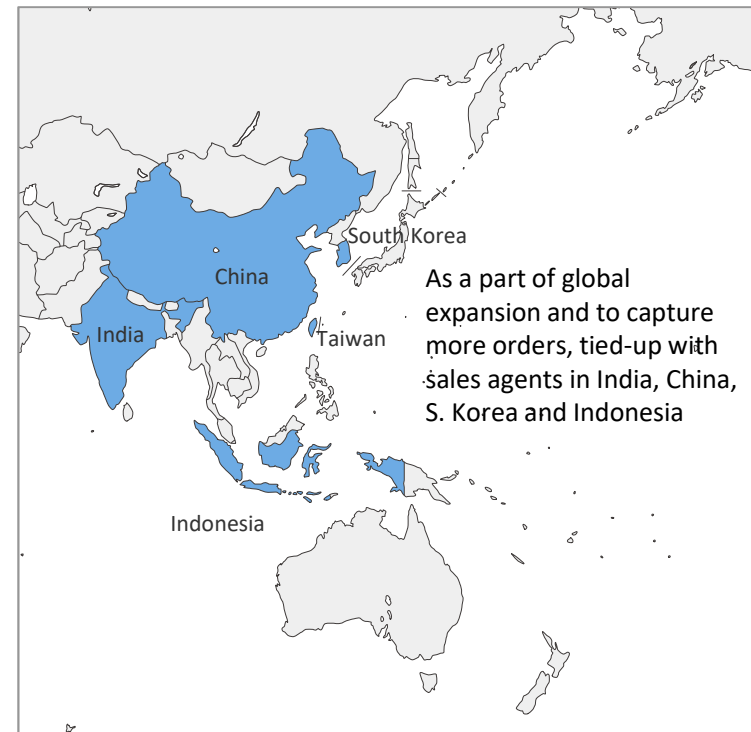 South Korea
China
As a part of global
expansion and to capture
India
Taiwan
more orders, tied-up with
sales agents in India, China,
S. Korea and Indonesia
Indonesia